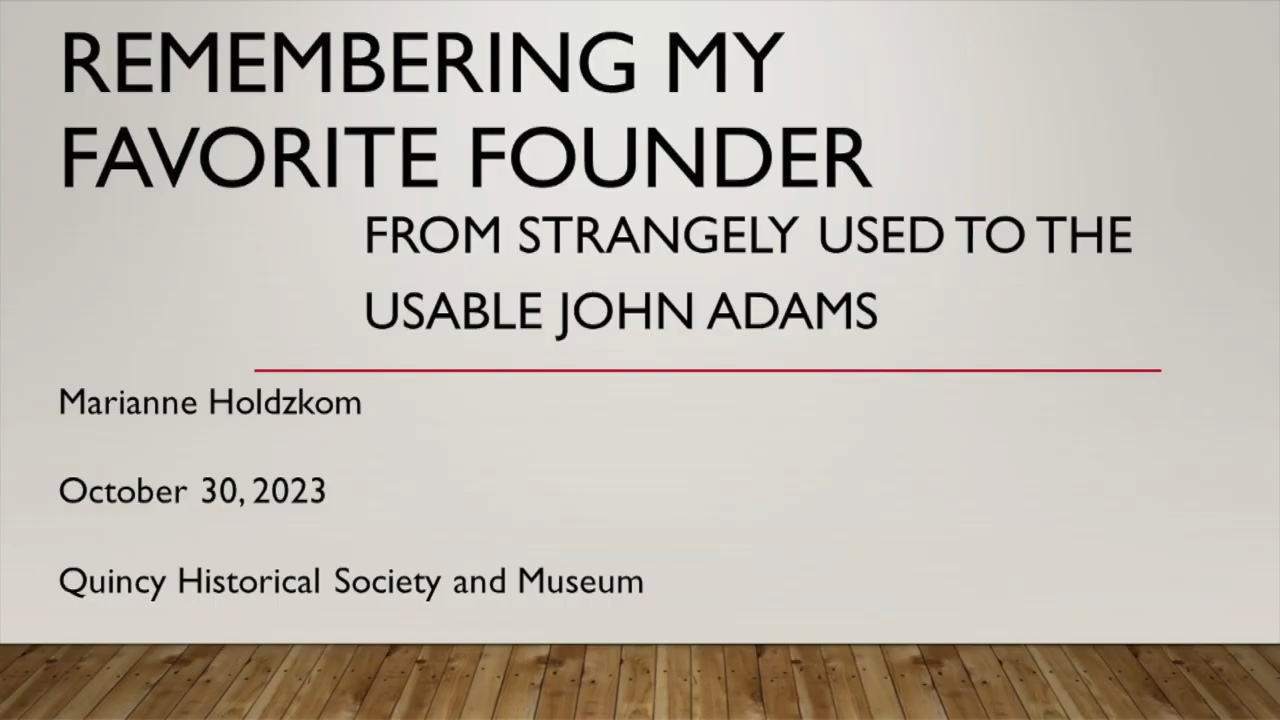 REMEMBERING MY
FAVORITE FOUNDER
FROM STRANGELY USED TO THE
USABLE JOHN ADAMS
Marianne Holdzkom
October 30, 2023
Quincy Historical Society and Museum